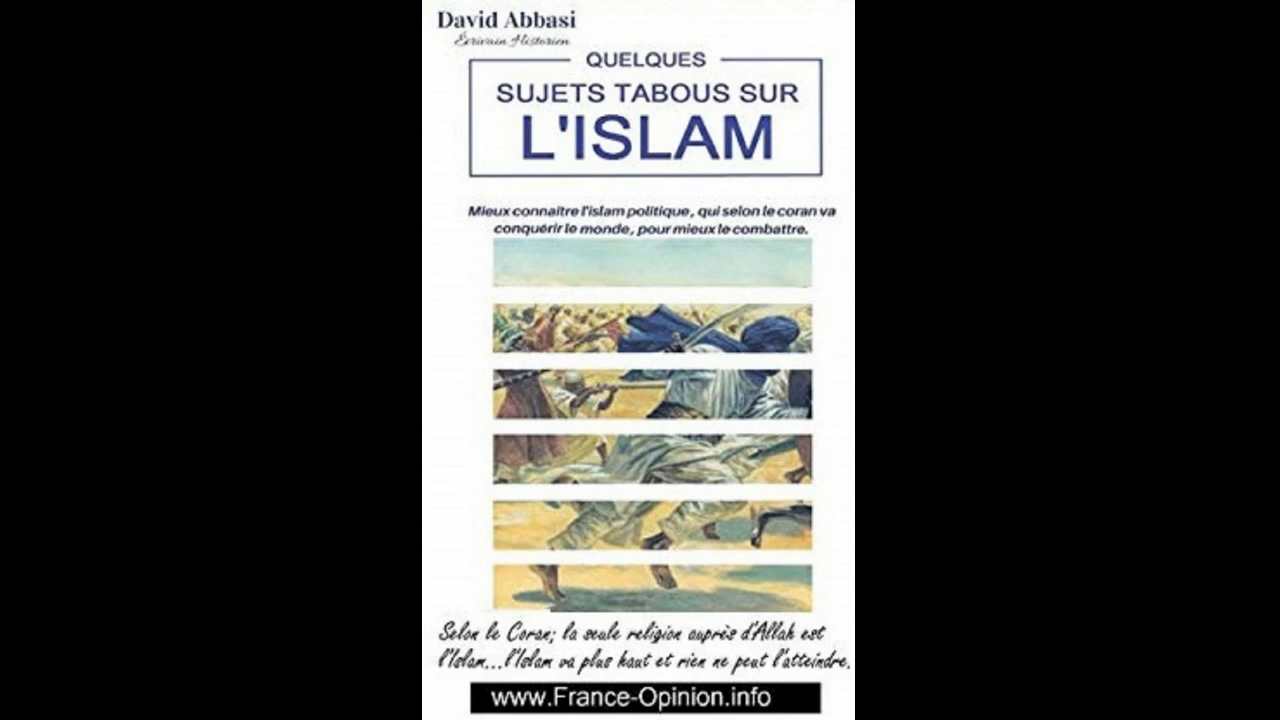 David Abbasi
Écrivain Historien
QUELQUES
SUJETS TABOUS SUR
L'ISLAM
Mieux connaître l'islam politique, qui selon le coran va
conquérir le monde, pour mieux le combattre.
Selon le Coran; la seule religion auprès d'Allah est
l'Islam...l'Islam va plus haut et rien ne peut l'atteindre.
www.France-Opinion.info